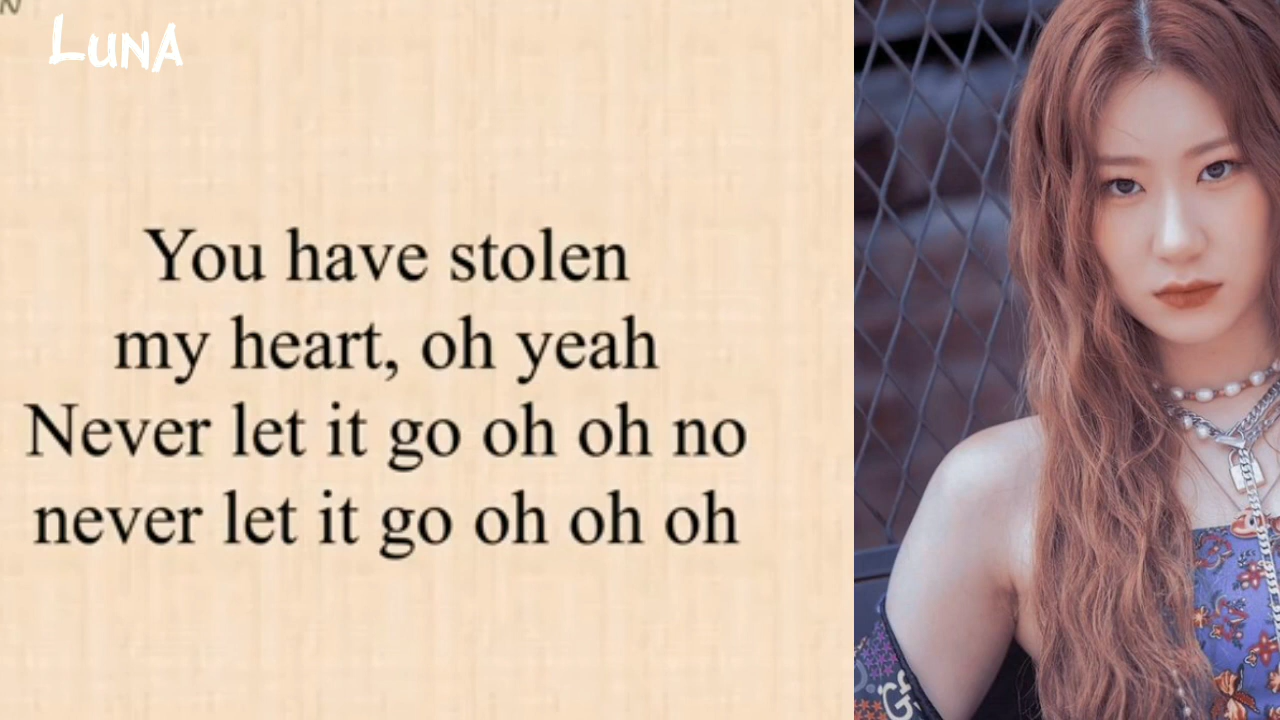 LUNA
You have stolen
my heart, oh yeah
Never let it go oh oh no
never let it go oh oh oh